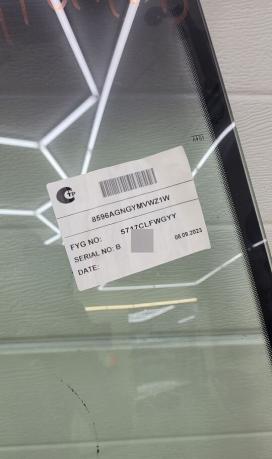 8596AGNGYMVWZ1W
FYG NO: 5717CLFWGYY
SERIAL NO: B
DATE: 08.09.2023